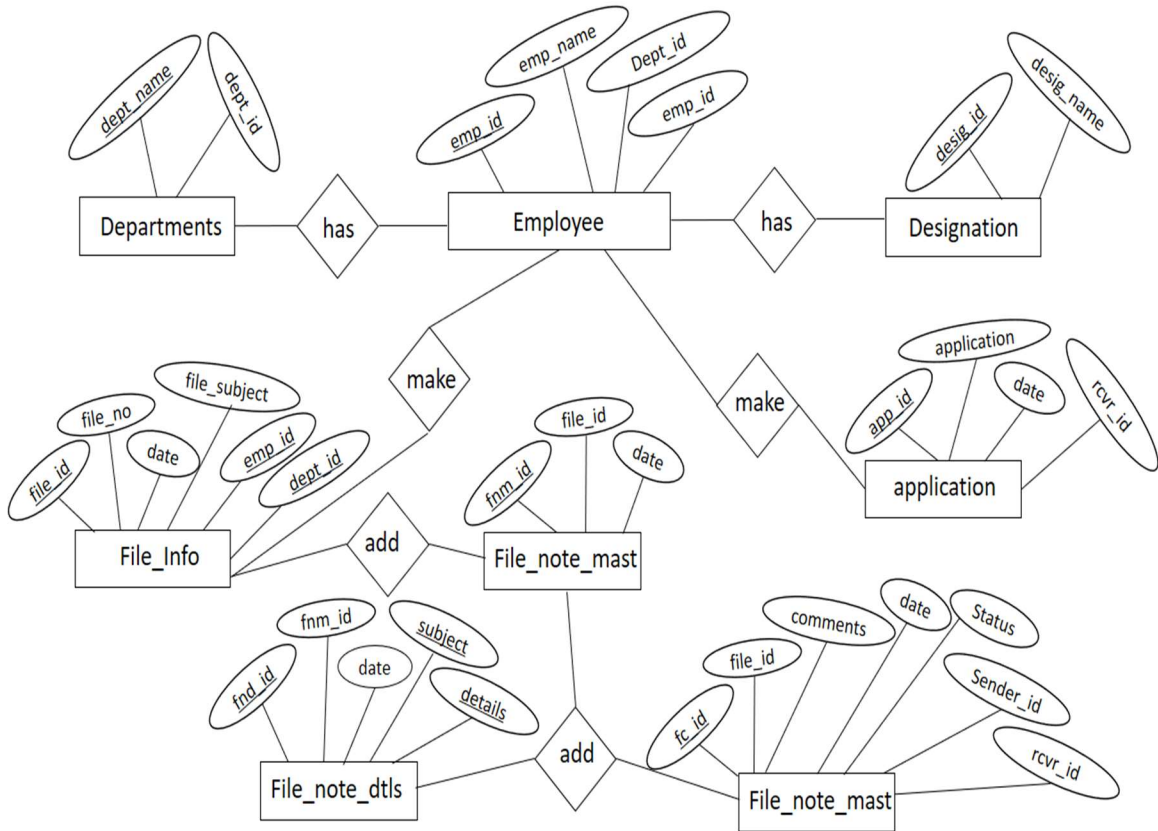 emp_name
Dept_id
desig_name
dept_name
dept_id
emp_id
emp_id
desig_id
Departments
has
Employee
has
Designation
application
file_subject
make
make
date
rcvr_id
file_no
file_id
app_id
date
emp_id
date
file_id
dept_id
fnm_id
application
File_Info
add
File_note_mast
comments
date
Status
fnm_id
subject
file_id
date
Sender_id
fnd_id
details
fc_id
rcvr_id
add
File_note_dtls
File_note_mast